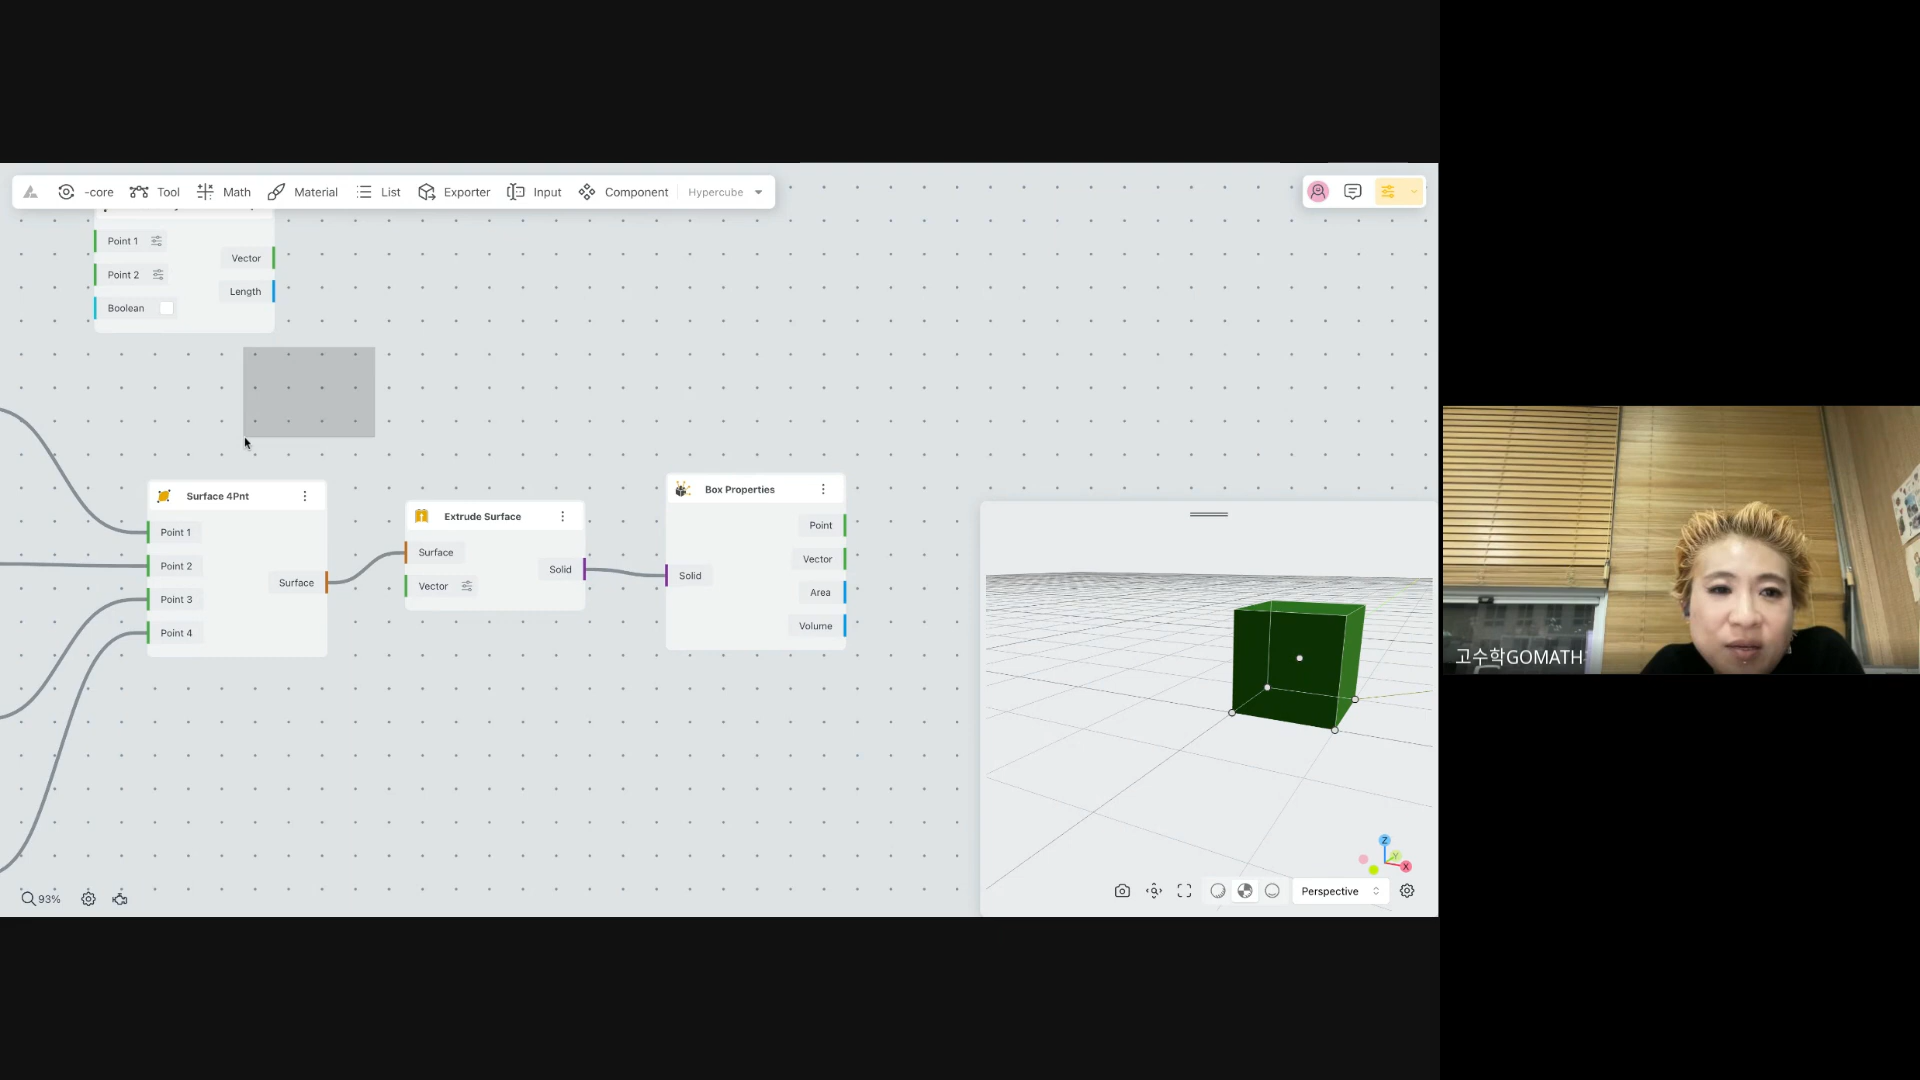 -core Tool Math Material List Exporter Input Component Hypercube
Point 1
Vector
Point 2
Length
Boolean
Surface 4Pnt
Point 1
Point 2
Surface
Point 3
Point 4
Extrude Surface
Surface
Solid
Vector
Box Properties
Point
Vector
Solid
Area
Volume
고수학GOMATH
Z
Y
X
93%
Perspective